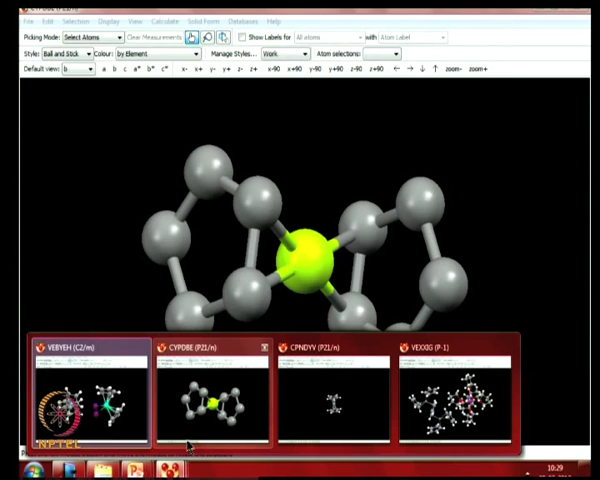 CYPDBE (P21/n)
File Edit Selection Display View Calculate Solid Form Databases Help
Picking Mode: Select Atoms Clear Measurements Show Labels for All atoms with Atom Label
Style: Ball and Stick Colour: by Element Manage Styles... Work Atom selections:
Default view: b a b c a* b* c* x- x+ y- y+ z- z+ x-90 x+90 y-90 y+90 z-90 z+90 ← → ↓ ↑ zoom- zoom+
VEBYEH (C2/m) CYPDBE (P21/n) CPNDYV (P21/n) VEXXIG (P-1)
NPTEL
10:29